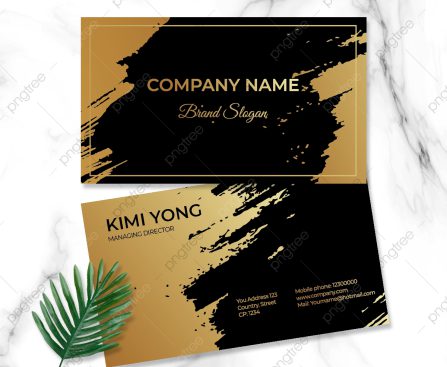 COMPANY NAME
Brand Slogan
KIMI YONG
MANAGING DIRECTOR
You Address 123
Country, Street
CP: 1234
Mobile phone 12300000
www.company.com
Mail: Yourname@hotmail.com
pngtree